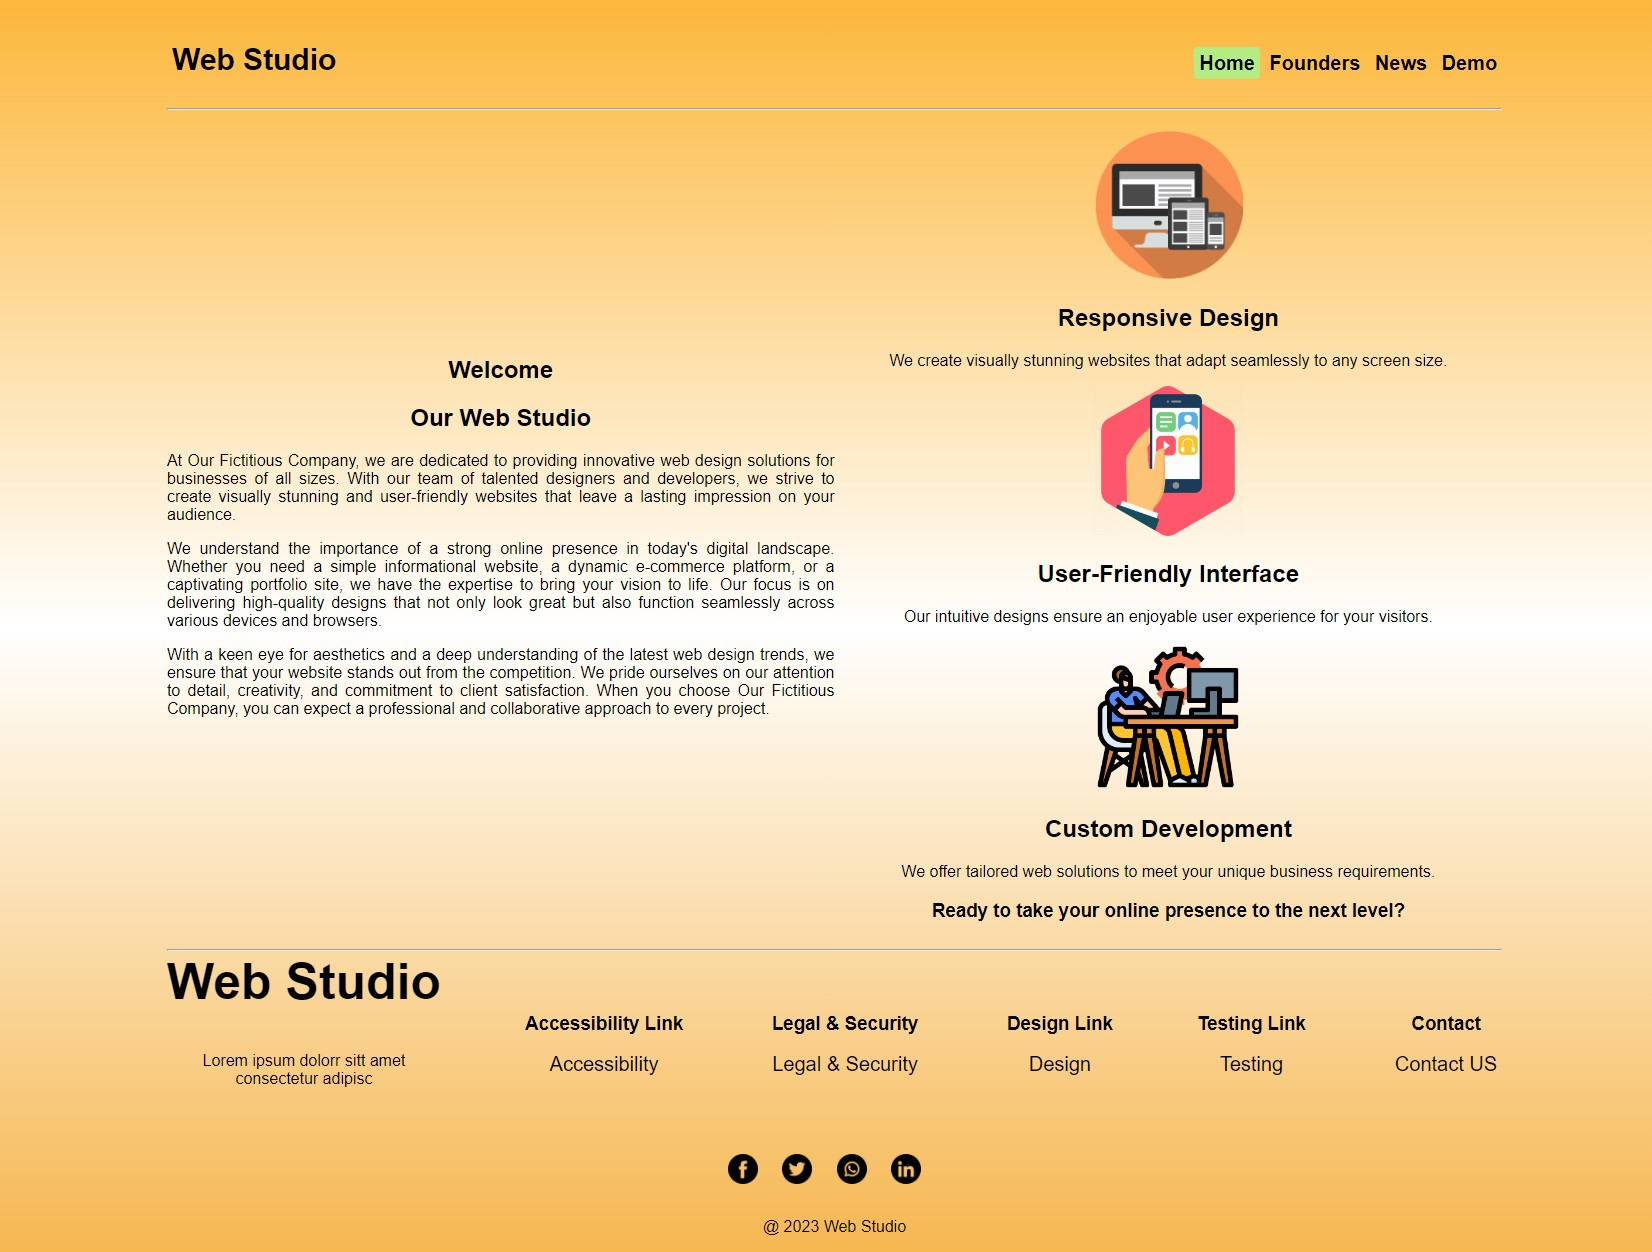 Web Studio
Home Founders News Demo
Welcome
Our Web Studio
At Our Fictitious Company, we are dedicated to providing innovative web design solutions for
businesses of all sizes. With our team of talented designers and developers, we strive to
create visually stunning and user-friendly websites that leave a lasting impression on your
audience.
We understand the importance of a strong online presence in today's digital landscape.
Whether you need a simple informational website, a dynamic e-commerce platform, or a
captivating portfolio site, we have the expertise to bring your vision to life. Our focus is on
delivering high-quality designs that not only look great but also function seamlessly across
various devices and browsers.
With a keen eye for aesthetics and a deep understanding of the latest web design trends, we
ensure that your website stands out from the competition. We pride ourselves on our attention
to detail, creativity, and commitment to client satisfaction. When you choose Our Fictitious
Company, you can expect a professional and collaborative approach to every project.
Responsive Design
We create visually stunning websites that adapt seamlessly to any screen size.
User-Friendly Interface
Our intuitive designs ensure an enjoyable user experience for your visitors.
Custom Development
We offer tailored web solutions to meet your unique business requirements.
Ready to take your online presence to the next level?
Web Studio
Lorem ipsum dolorr sitt amet
consectetur adipisc
Accessibility Link
Accessibility
Legal & Security
Legal & Security
Design Link
Design
Testing Link
Testing
Contact
Contact US
@ 2023 Web Studio